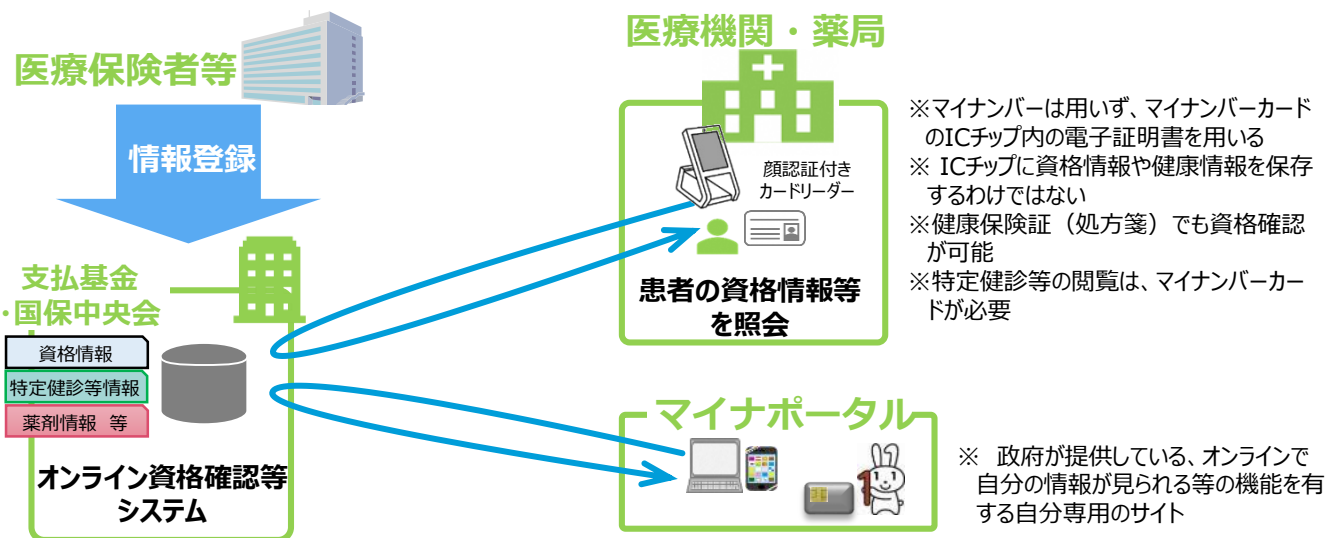 医療保険者等
情報登録
支払基金
・国保中央会
資格情報
特定健診等情報
薬剤情報 等
オンライン資格確認等
システム
医療機関・薬局
顔認証付き
カードリーダー
患者の資格情報等
を照会
※マイナンバーは用いず、マイナンバーカード
のICチップ内の電子証明書を用いる
※ ICチップに資格情報や健康情報を保存
するわけではない
※健康保険証（処方箋）でも資格確認
が可能
※特定健診等の閲覧は、マイナンバーカー
ドが必要
マイナポータル
1
※ 政府が提供している、オンラインで
自分の情報が見られる等の機能を有
する自分専用のサイト